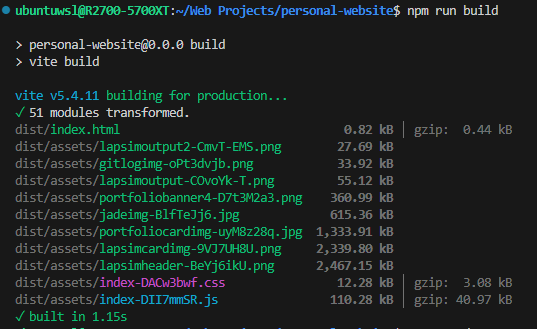 ubuntuwsl@R2700-5700XT:~/Web Projects/personal-website$ npm run build
> personal-website@0.0.0 build
> vite build
vite v5.4.11 building for production...
✓ 51 modules transformed.
dist/index.html 0.82 kB │ gzip: 0.44 kB
dist/assets/lapsimoutput2-CmvT-EMS.png 27.69 kB
dist/assets/gitlogimg-oPt3dvjb.png 33.92 kB
dist/assets/lapsimoutput-COvoYk-T.png 55.12 kB
dist/assets/portfoliobanner4-D7t3M2a3.png 360.99 kB
dist/assets/jadeimg-BlfTeJj6.jpg 615.36 kB
dist/assets/portfoliocardimg-uyM8z28q.jpg 1,333.91 kB
dist/assets/lapsimcardimg-9VJ7UH8U.png 2,339.80 kB
dist/assets/lapsimheader-BeYj6ikU.png 2,467.15 kB
dist/assets/index-DACw3bwf.css 12.28 kB │ gzip: 3.08 kB
dist/assets/index-DII7mmSR.js 110.28 kB │ gzip: 40.97 kB
✓ built in 1.15s